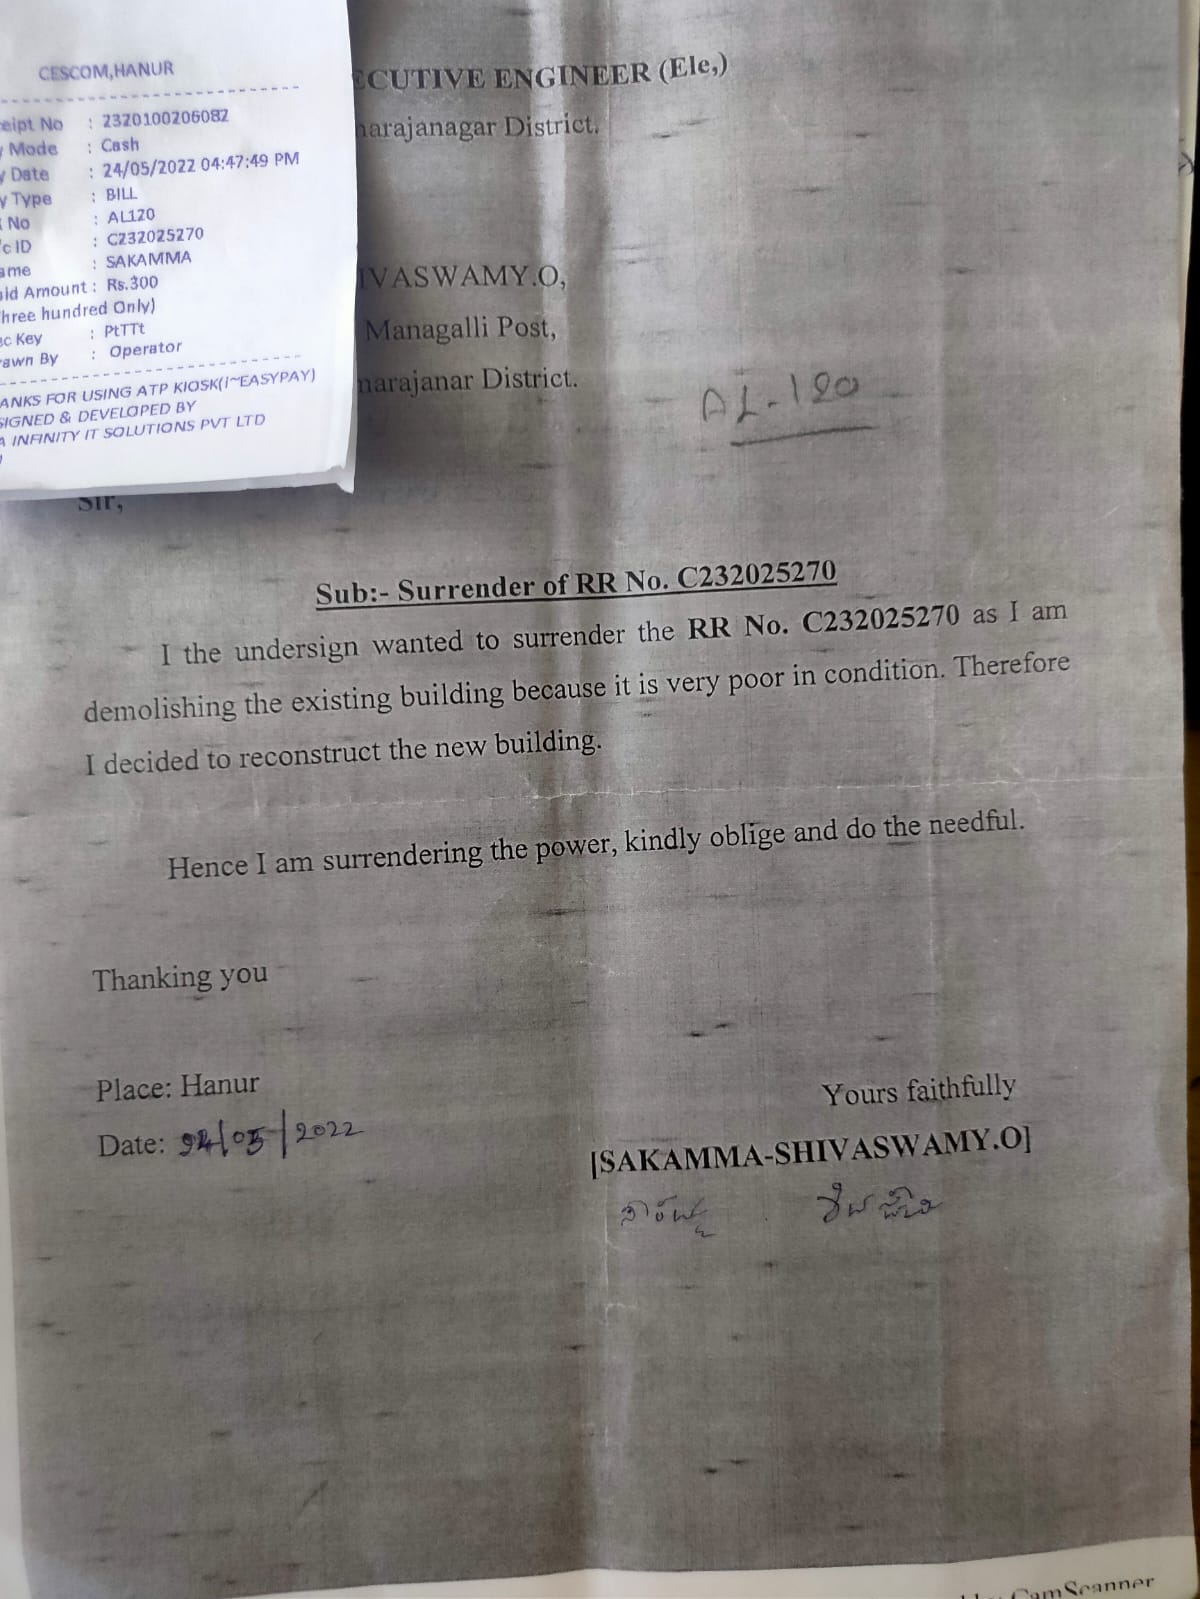 CESCOM,HANUR
eipt No : 2320100206082
Mode : Cash
Date : 24/05/2022 04:47:49 PM
Type : BILL
No : AL120
c ID : C232025270
ame : SAKAMMA
id Amount : Rs.300
hree hundred Only)
c Key : PtTTt
awn By : Operator
ANKS FOR USING ATP KIOSK(I~EASYPAY)
SIGNED & DEVELOPED BY
A INFINITY IT SOLUTIONS PVT LTD
ECUTIVE ENGINEER (Ele,)
arajanagar District.
IVASWAMY.O,
Managalli Post,
narajanar District.
AL-120
Sir,
Sub:- Surrender of RR No. C232025270
I the undersign wanted to surrender the RR No. C232025270 as I am
demolishing the existing building because it is very poor in condition. Therefore
I decided to reconstruct the new building.
Hence I am surrendering the power, kindly oblige and do the needful.
Thanking you
Place: Hanur
Date: 24/05/2022
Yours faithfully
[SAKAMMA-SHIVASWAMY.O]
CamScanner